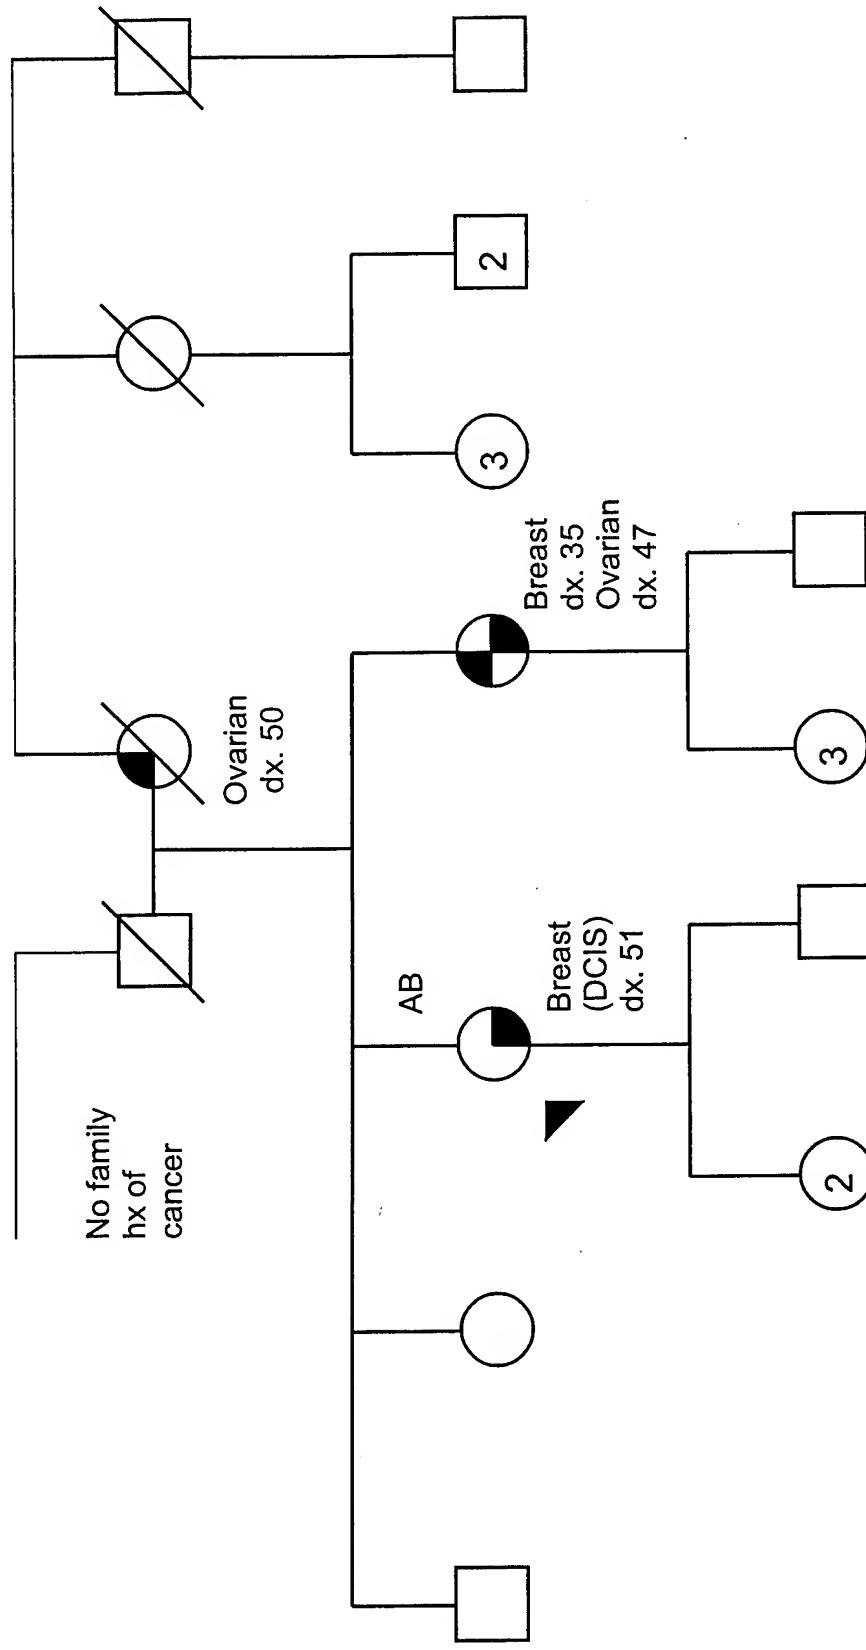 No family
hx of
cancer
Ovarian
dx. 50
AB
3
2
Breast
(DCIS)
dx. 51
Breast
dx. 35
Ovarian
dx. 47
2
3